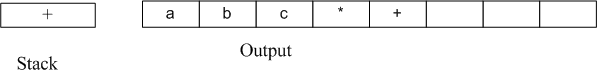 + a b c * +
Output
Stack